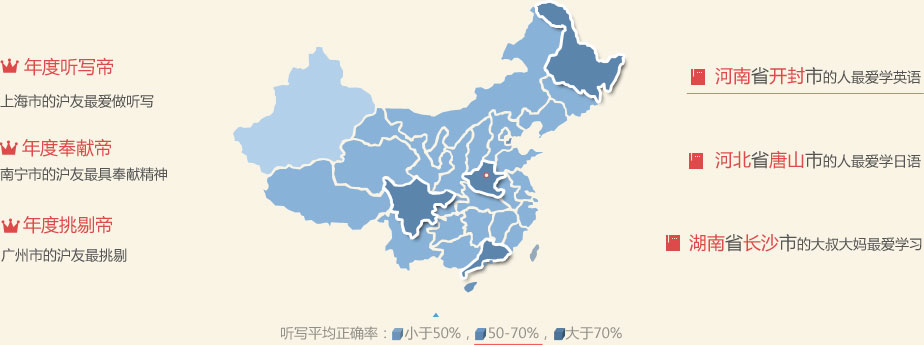 年度听写帝
上海市的沪友最爱做听写
年度奉献帝
南宁市的沪友最具奉献精神
年度挑剔帝
广州市的沪友最挑剔
河南省开封市的人最爱学英语
河北省唐山市的人最爱学日语
湖南省长沙市的大叔大妈最爱学习
听写平均正确率：小于50%，50-70%，大于70%